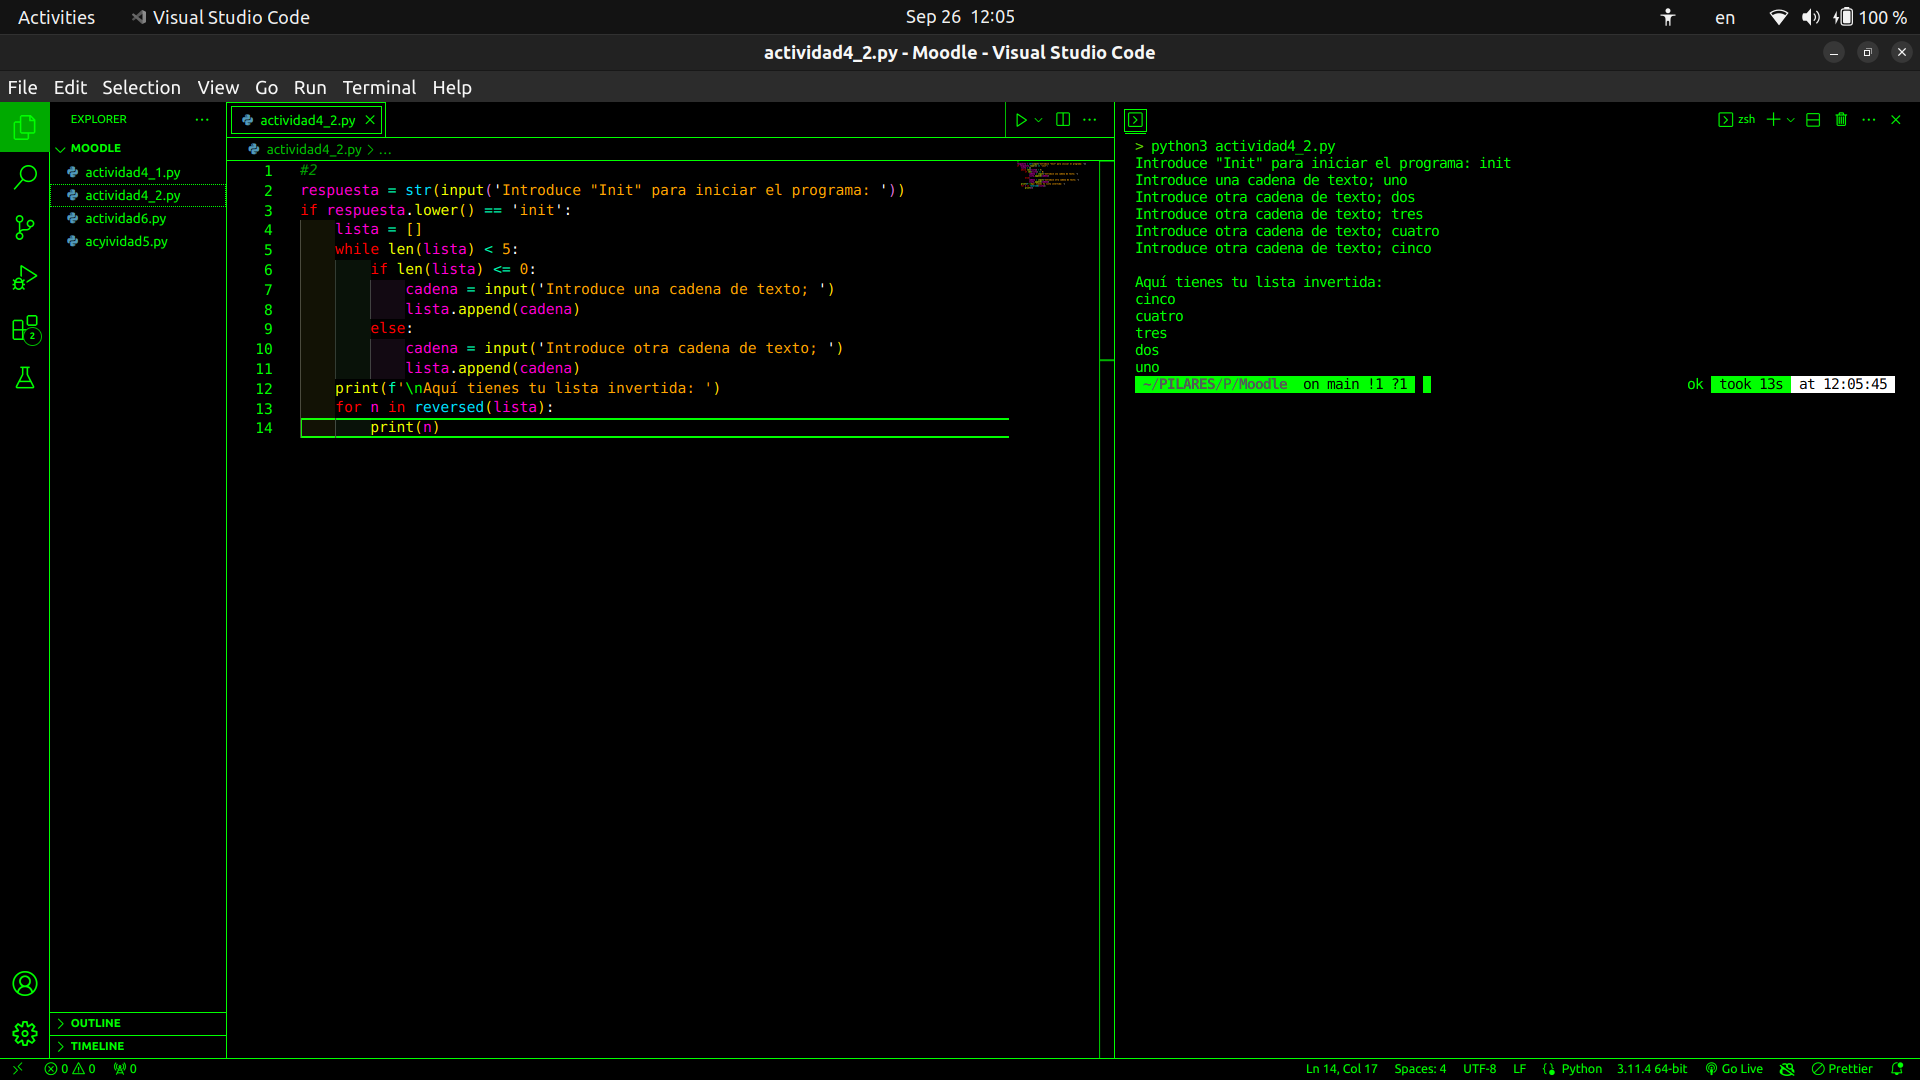 Activities Visual Studio Code Sep 26 12:05 en 100 %
actividad4_2.py - Moodle - Visual Studio Code
File Edit Selection View Go Run Terminal Help
EXPLORER
MOODLE
actividad4_1.py
actividad4_2.py
actividad6.py
acyividad5.py
OUTLINE
TIMELINE
actividad4_2.py
actividad4_2.py > ...
1 #2
2 respuesta = str(input('Introduce "Init" para iniciar el programa: '))
3 if respuesta.lower() == 'init':
4 lista = []
5 while len(lista) < 5:
6 if len(lista) <= 0:
7 cadena = input('Introduce una cadena de texto; ')
8 lista.append(cadena)
9 else:
10 cadena = input('Introduce otra cadena de texto; ')
11 lista.append(cadena)
12 print(f'\nAquí tienes tu lista invertida: ')
13 for n in reversed(lista):
14 print(n)
zsh
> python3 actividad4_2.py
Introduce "Init" para iniciar el programa: init
Introduce una cadena de texto; uno
Introduce otra cadena de texto; dos
Introduce otra cadena de texto; tres
Introduce otra cadena de texto; cuatro
Introduce otra cadena de texto; cinco
Aquí tienes tu lista invertida:
cinco
cuatro
tres
dos
uno
~/PILARES/P/Moodle on main !1 ?1 ok took 13s at 12:05:45
2
0 0 0 Ln 14, Col 17 Spaces: 4 UTF-8 LF Python 3.11.4 64-bit Go Live Prettier